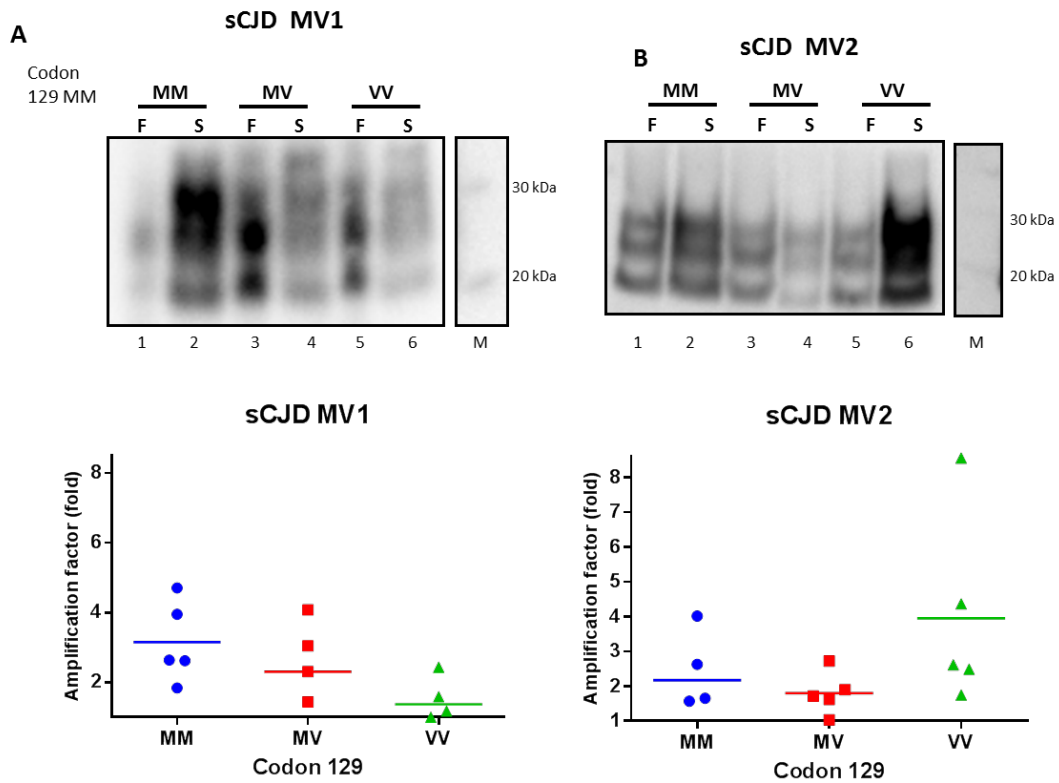 sCJD MV1
A
Codon
129 MM
MM MV VV
F S F S F S
30 kDa
20 kDa
1 2 3 4 5 6 M
sCJD MV2
B
MM MV VV
F S F S F S
30 kDa
20 kDa
1 2 3 4 5 6 M
sCJD MV1
Amplification factor (fold)
8
6
4
2
MM MV VV
Codon 129
sCJD MV2
Amplification factor (fold)
8
7
6
5
4
3
2
1
MM MV VV
Codon 129